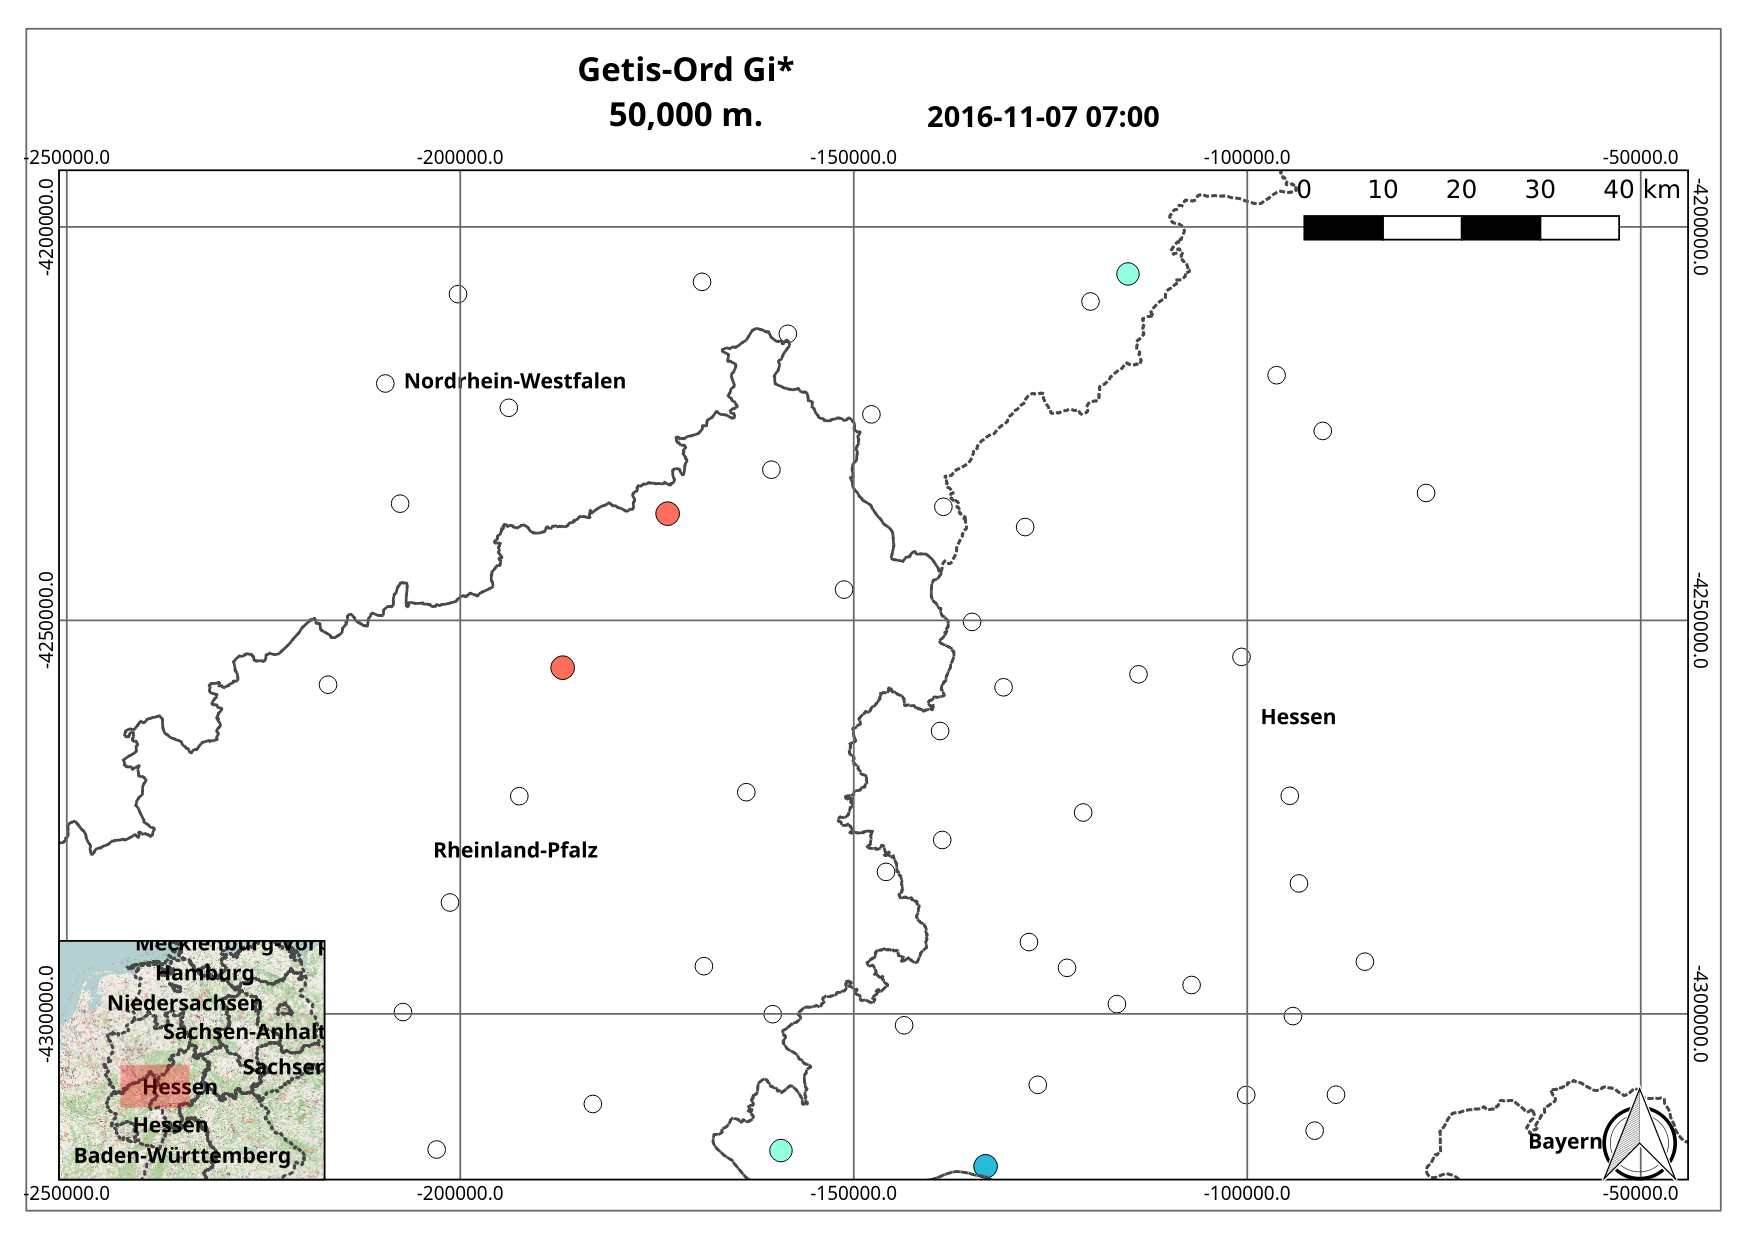 Getis-Ord Gi*
50,000 m.
2016-11-07 07:00
-250000.0 -200000.0 -150000.0 -100000.0 -50000.0
0 10 20 30 40 km
-4200000.0 -4200000.0
Nordrhein-Westfalen
-4250000.0 -4250000.0
Hessen
Rheinland-Pfalz
Mecklenburg-Vorp
Hamburg
Niedersachsen
Sachsen-Anhalt
-4300000.0 -4300000.0
Sachsen
Hessen
Hessen
Bayern
Baden-Württemberg
-250000.0 -200000.0 -150000.0 -100000.0 -50000.0